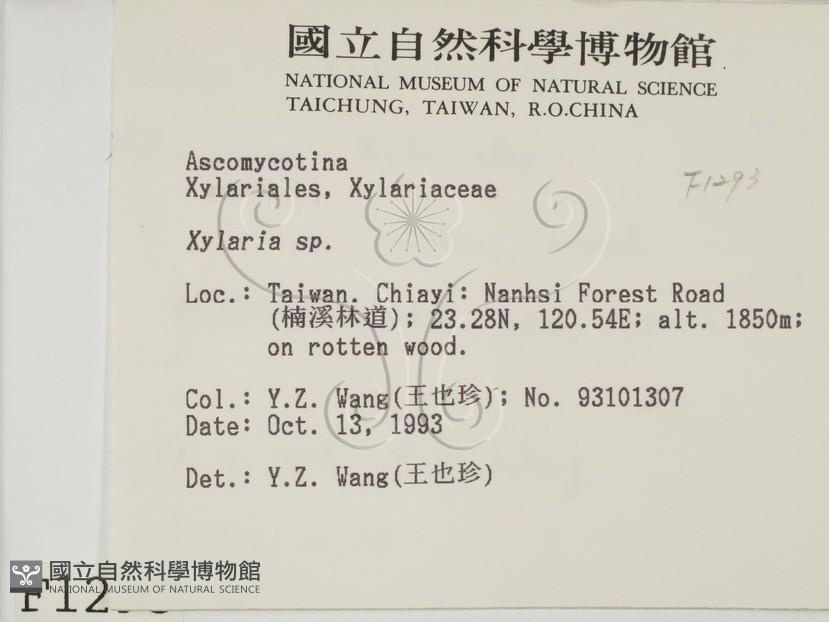 國立自然科學博物館
NATIONAL MUSEUM OF NATURAL SCIENCE
TAICHUNG, TAIWAN, R.O.CHINA
Ascomycotina
Xylariales, Xylariaceae
F1293
Xylaria sp.
Loc.: Taiwan. Chiayi: Nanhsi Forest Road
(楠溪林道); 23.28N, 120.54E; alt. 1850m;
on rotten wood.
Col.: Y.Z. Wang(王也珍); No. 93101307
Date: Oct. 13, 1993
Det.: Y.Z. Wang(王也珍)
國立自然科學博物館
NATIONAL MUSEUM OF NATURAL SCIENCE